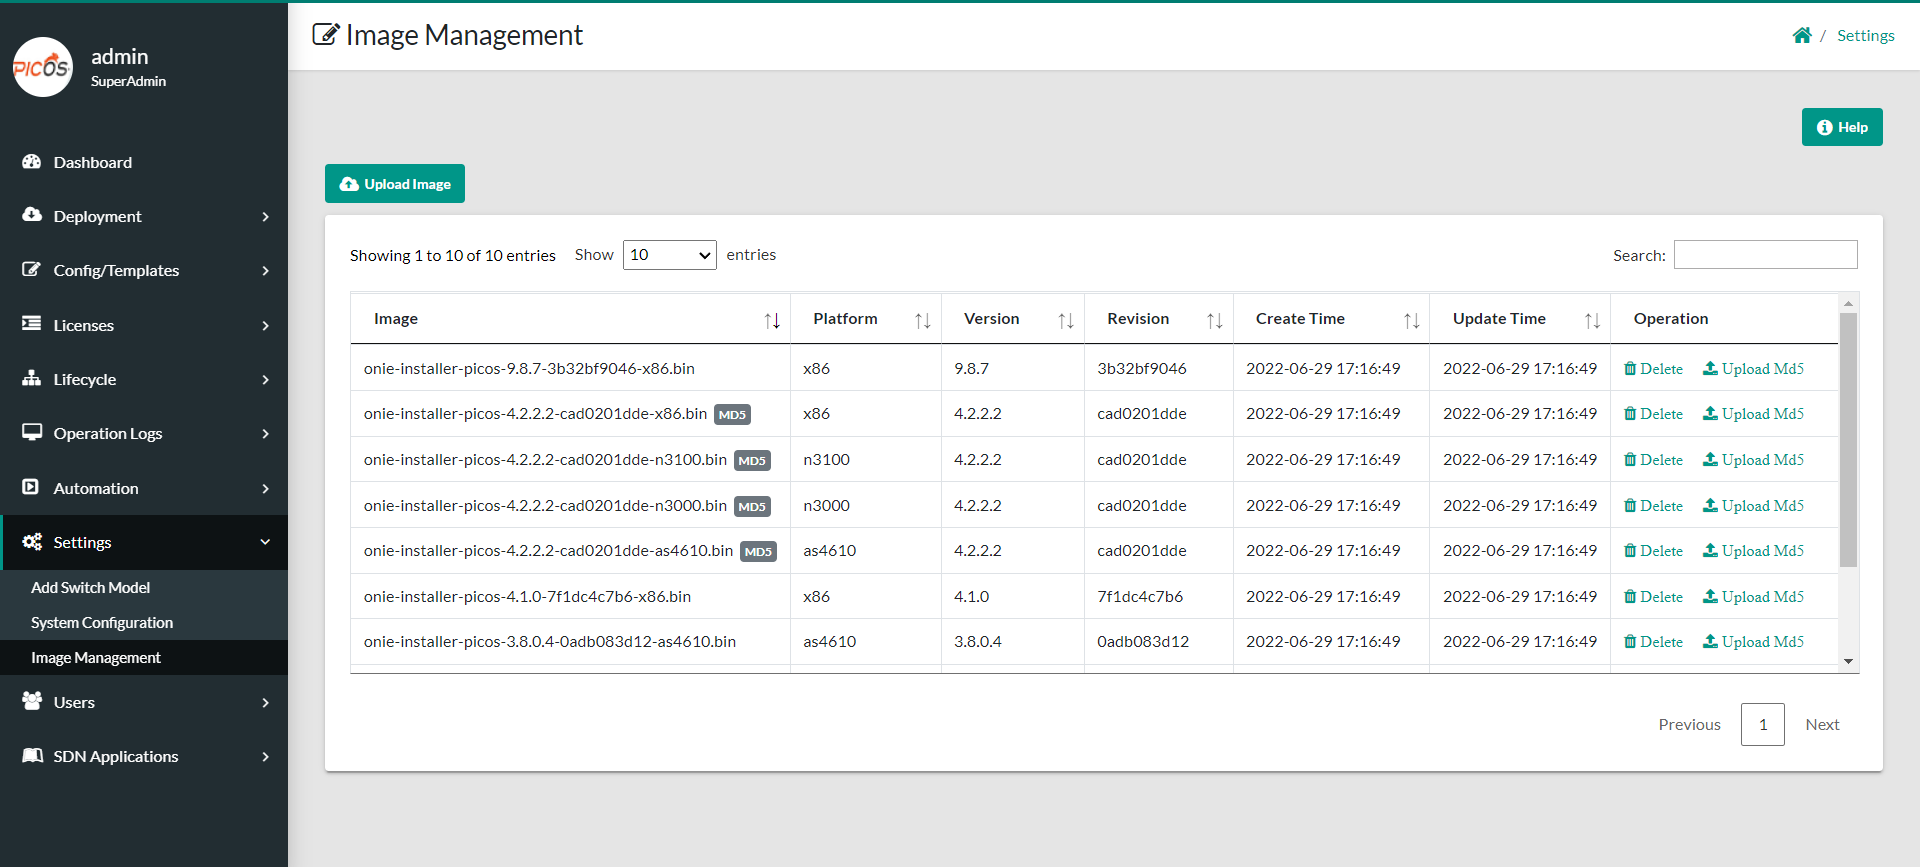 PICOS
admin
SuperAdmin
Dashboard
Deployment
Config/Templates
Licenses
Lifecycle
Operation Logs
Automation
Settings
Add Switch Model
System Configuration
Image Management
Users
SDN Applications
Image Management
/ Settings
Help
Upload Image
Showing 1 to 10 of 10 entries Show 10 entries
Search:
Image Platform Version Revision Create Time Update Time Operation
onie-installer-picos-9.8.7-3b32bf9046-x86.bin x86 9.8.7 3b32bf9046 2022-06-29 17:16:49 2022-06-29 17:16:49 Delete Upload Md5
onie-installer-picos-4.2.2.2-cad0201dde-x86.bin MD5 x86 4.2.2.2 cad0201dde 2022-06-29 17:16:49 2022-06-29 17:16:49 Delete Upload Md5
onie-installer-picos-4.2.2.2-cad0201dde-n3100.bin MD5 n3100 4.2.2.2 cad0201dde 2022-06-29 17:16:49 2022-06-29 17:16:49 Delete Upload Md5
onie-installer-picos-4.2.2.2-cad0201dde-n3000.bin MD5 n3000 4.2.2.2 cad0201dde 2022-06-29 17:16:49 2022-06-29 17:16:49 Delete Upload Md5
onie-installer-picos-4.2.2.2-cad0201dde-as4610.bin MD5 as4610 4.2.2.2 cad0201dde 2022-06-29 17:16:49 2022-06-29 17:16:49 Delete Upload Md5
onie-installer-picos-4.1.0-7f1dc4c7b6-x86.bin x86 4.1.0 7f1dc4c7b6 2022-06-29 17:16:49 2022-06-29 17:16:49 Delete Upload Md5
onie-installer-picos-3.8.0.4-0adb083d12-as4610.bin as4610 3.8.0.4 0adb083d12 2022-06-29 17:16:49 2022-06-29 17:16:49 Delete Upload Md5
Previous 1 Next